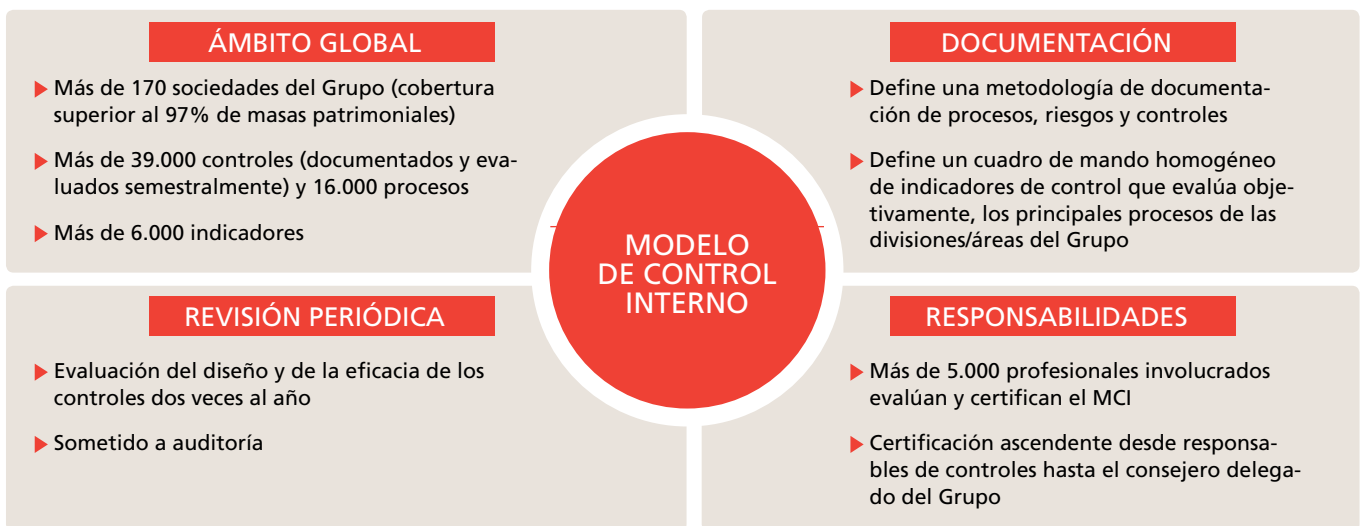 ÁMBITO GLOBAL
Más de 170 sociedades del Grupo (cobertura
superior al 97% de masas patrimoniales)
Más de 39.000 controles (documentados y eva-
luados semestralmente) y 16.000 procesos
Más de 6.000 indicadores
DOCUMENTACIÓN
Define una metodología de documenta-
ción de procesos, riesgos y controles
Define un cuadro de mando homogéneo
de indicadores de control que evalúa obje-
tivamente, los principales procesos de las
divisiones/áreas del Grupo
MODELO
DE CONTROL
INTERNO
REVISIÓN PERIÓDICA
Evaluación del diseño y de la eficacia de los
controles dos veces al año
Sometido a auditoría
RESPONSABILIDADES
Más de 5.000 profesionales involucrados
evalúan y certifican el MCI
Certificación ascendente desde responsa-
bles de controles hasta el consejero delega-
do del Grupo